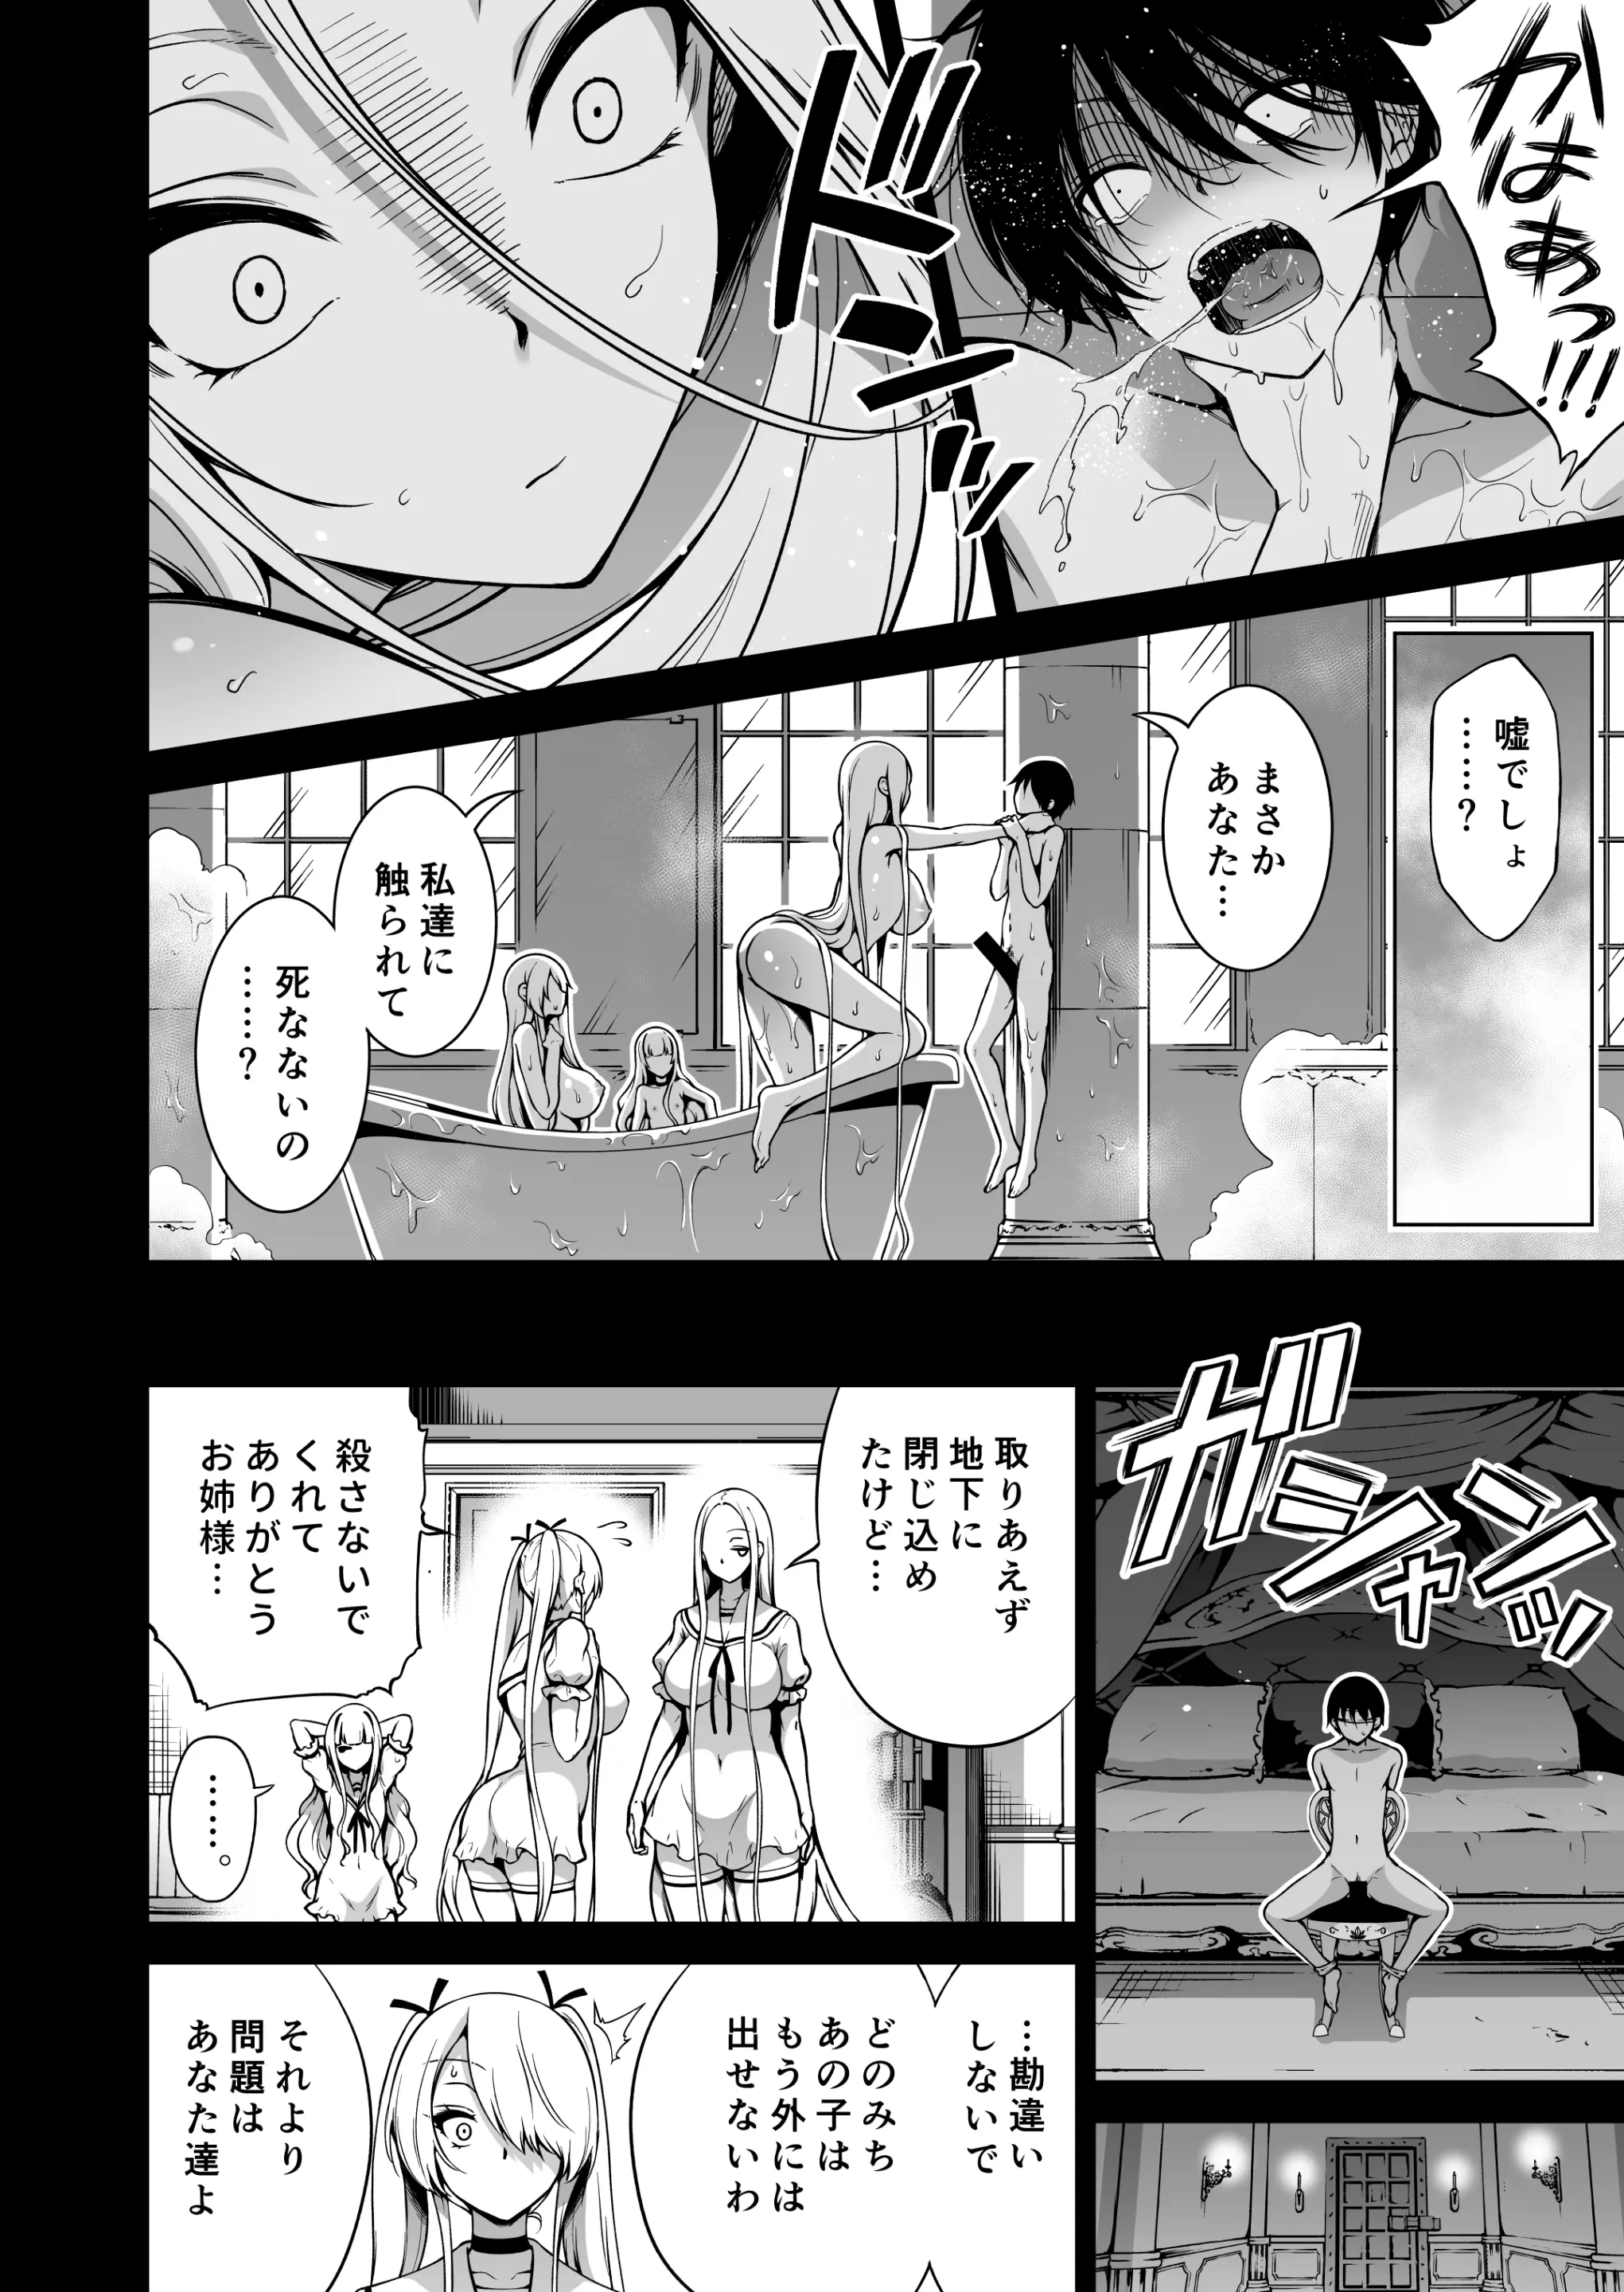 かはあっ!!!
ドンッ
嘘でしょ
……?
まさか
あなた…
私達に
触られて
死なないの
……?
ガシャンッ
取りあえず
地下に
閉じ込め
たけど…
殺さないで
くれて
ありがとう
お姉様…
……。
…勘違い
しないで
どのみち
あの子は
もう外には
出せないわ
それより
問題は
あなた達よ